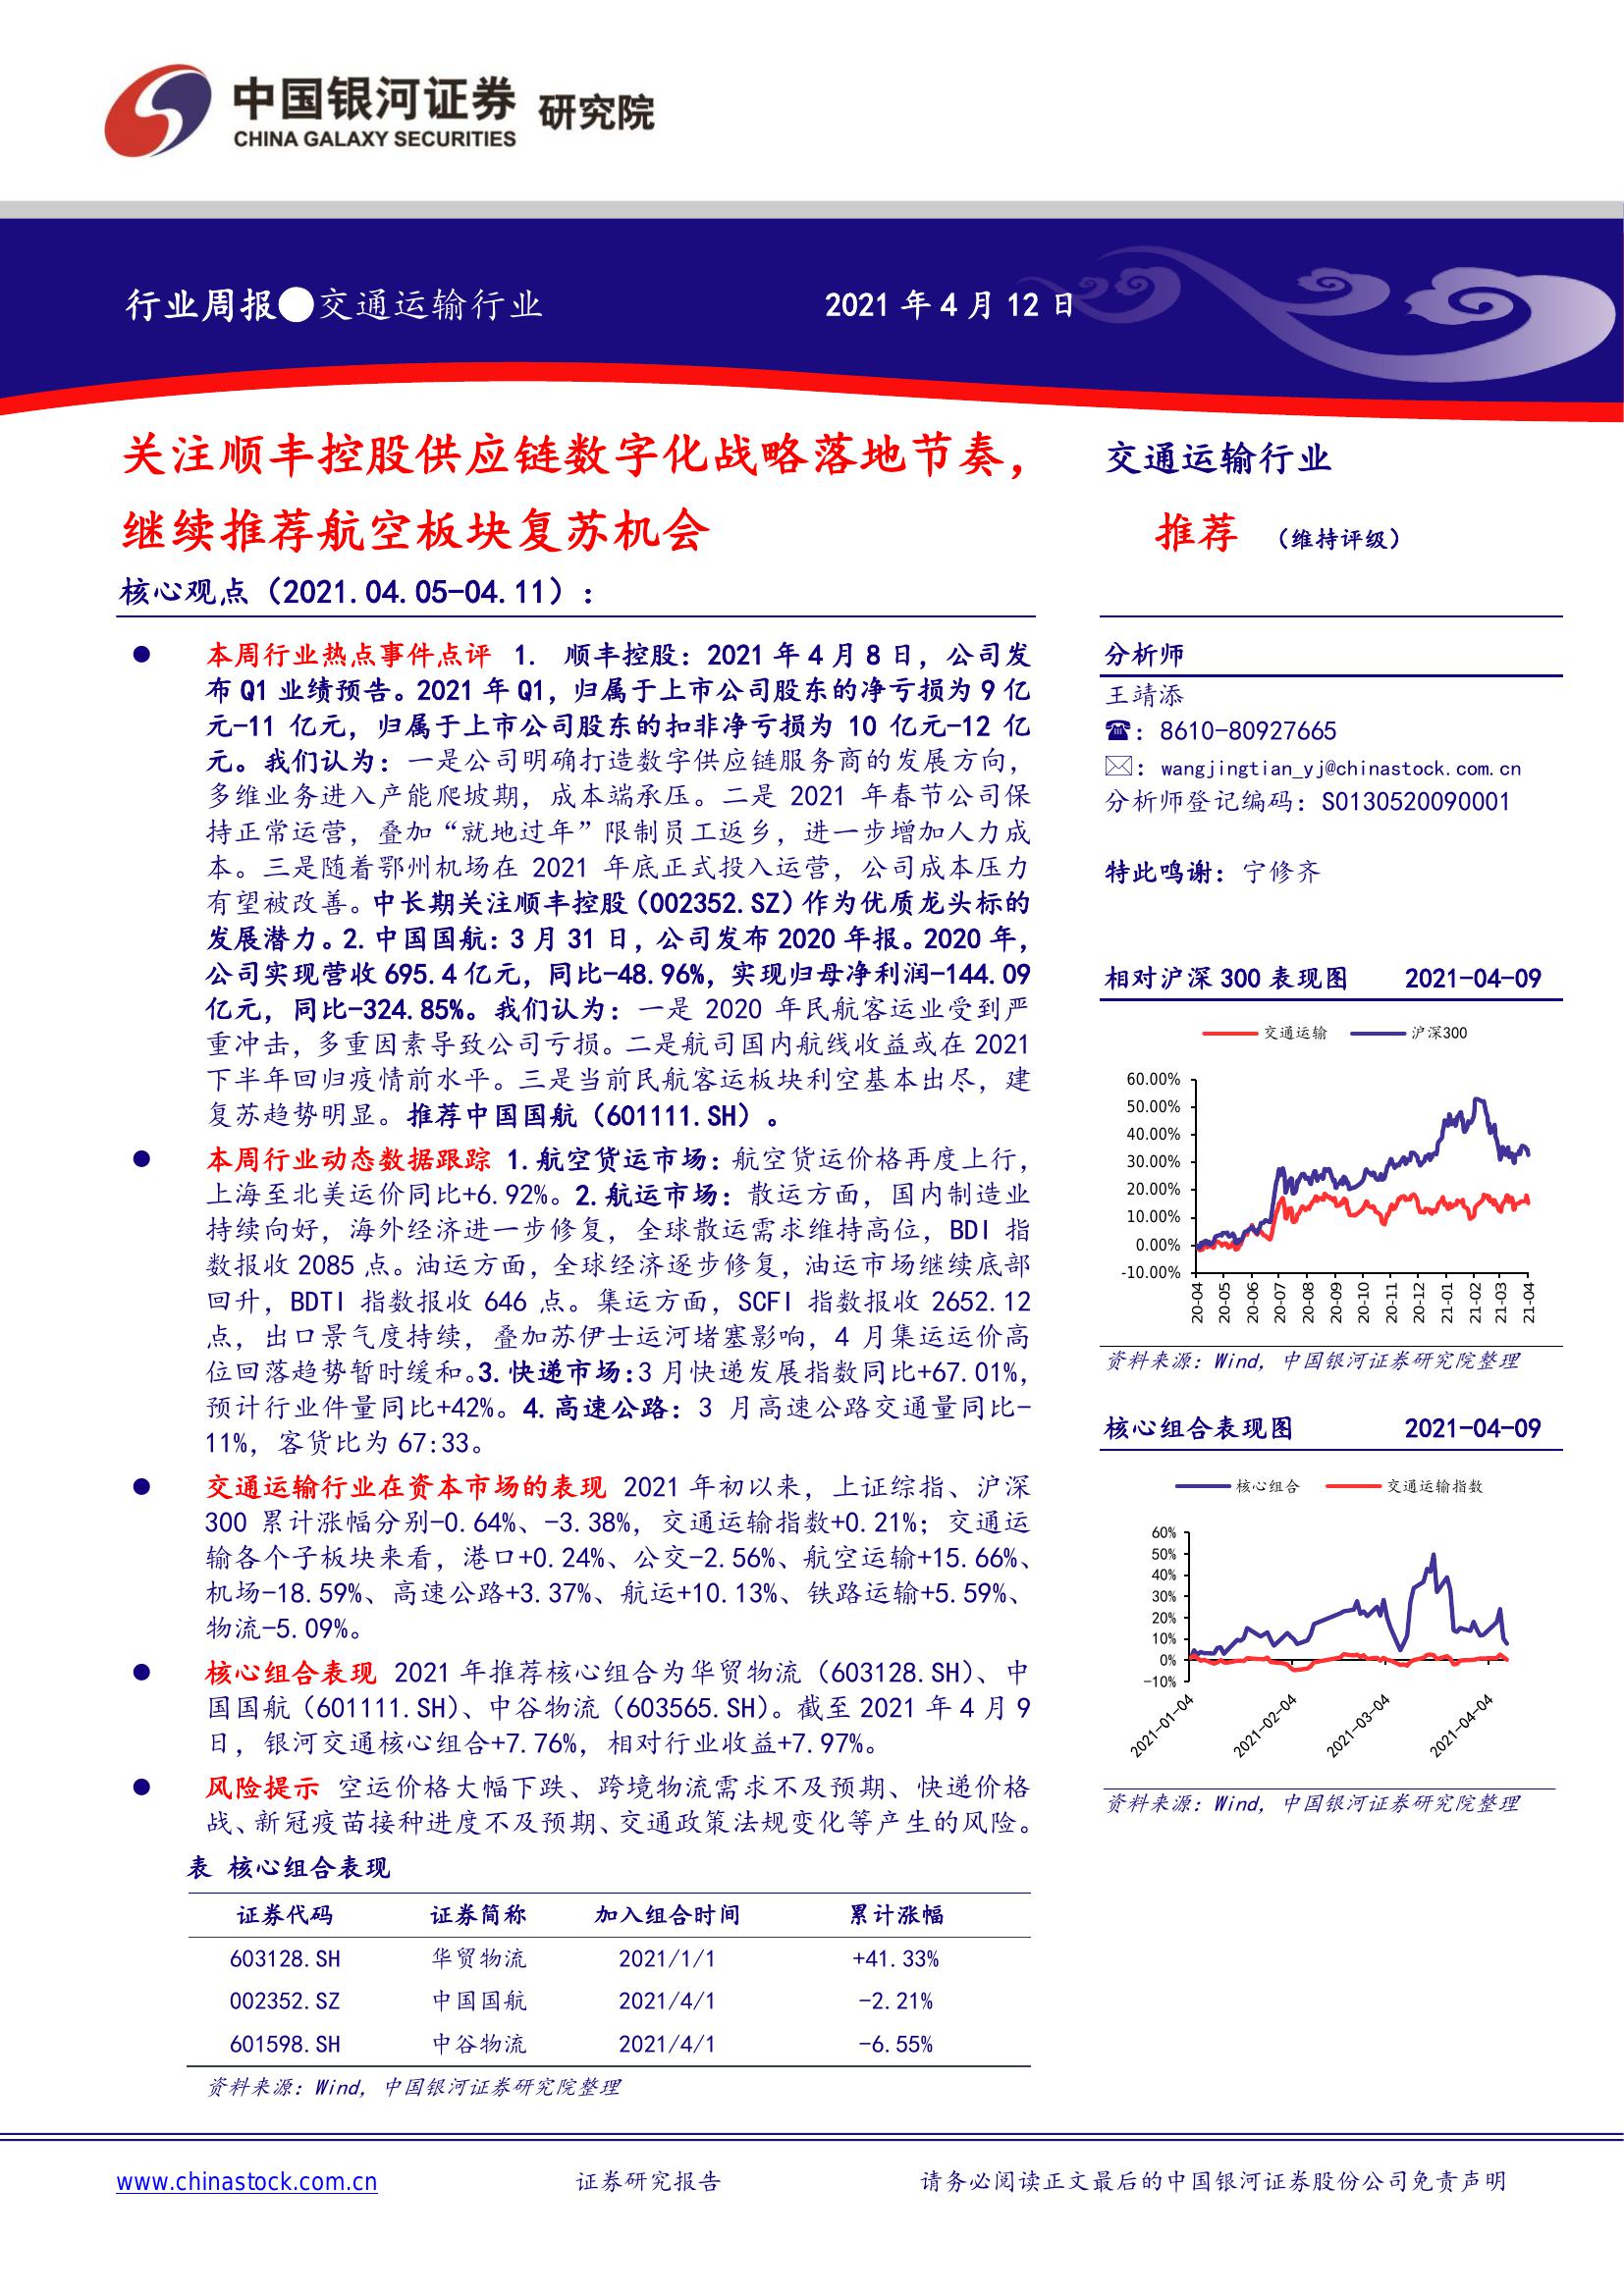 中国银河证券 研究院
CHINA GALAXY SECURITIES
行业周报●交通运输行业 2021 年 4 月 12 日
关注顺丰控股供应链数字化战略落地节奏，
继续推荐航空板块复苏机会
核心观点（2021.04.05-04.11）：
● 本周行业热点事件点评 1. 顺丰控股：2021 年 4 月 8 日，公司发
布 Q1 业绩预告。2021 年 Q1，归属于上市公司股东的净亏损为 9 亿
元-11 亿元，归属于上市公司股东的扣非净亏损为 10 亿元-12 亿
元。我们认为：一是公司明确打造数字供应链服务商的发展方向，
多维业务进入产能爬坡期，成本端承压。二是 2021 年春节公司保
持正常运营，叠加“就地过年”限制员工返乡，进一步增加人力成
本。三是随着鄂州机场在 2021 年底正式投入运营，公司成本压力
有望被改善。中长期关注顺丰控股（002352.SZ）作为优质龙头标的
发展潜力。2.中国国航：3 月 31 日，公司发布 2020 年报。2020 年，
公司实现营收 695.4 亿元，同比-48.96%，实现归母净利润-144.09
亿元，同比-324.85%。我们认为：一是 2020 年民航客运业受到严
重冲击，多重因素导致公司亏损。二是航司国内航线收益或在 2021
下半年回归疫情前水平。三是当前民航客运板块利空基本出尽，建
复苏趋势明显。推荐中国国航（601111.SH）。
● 本周行业动态数据跟踪 1.航空货运市场：航空货运价格再度上行，
上海至北美运价同比+6.92%。2.航运市场：散运方面，国内制造业
持续向好，海外经济进一步修复，全球散运需求维持高位，BDI 指
数报收 2085 点。油运方面，全球经济逐步修复，油运市场继续底部
回升，BDTI 指数报收 646 点。集运方面，SCFI 指数报收 2652.12
点，出口景气度持续，叠加苏伊士运河堵塞影响，4 月集运运价高
位回落趋势暂时缓和。3.快递市场：3 月快递发展指数同比+67.01%，
预计行业件量同比+42%。4.高速公路：3 月高速公路交通量同比-
11%，客货比为 67:33。
● 交通运输行业在资本市场的表现 2021 年初以来，上证综指、沪深
300 累计涨幅分别-0.64%、-3.38%，交通运输指数+0.21%；交通运
输各个子板块来看，港口+0.24%、公交-2.56%、航空运输+15.66%、
机场-18.59%、高速公路+3.37%、航运+10.13%、铁路运输+5.59%、
物流-5.09%。
● 核心组合表现 2021 年推荐核心组合为华贸物流（603128.SH）、中
国国航（601111.SH）、中谷物流（603565.SH）。截至 2021 年 4 月 9
日，银河交通核心组合+7.76%，相对行业收益+7.97%。
● 风险提示 空运价格大幅下跌、跨境物流需求不及预期、快递价格
战、新冠疫苗接种进度不及预期、交通政策法规变化等产生的风险。
表 核心组合表现
证券代码 证券简称 加入组合时间 累计涨幅
603128.SH 华贸物流 2021/1/1 +41.33%
002352.SZ 中国国航 2021/4/1 -2.21%
601598.SH 中谷物流 2021/4/1 -6.55%
资料来源：Wind，中国银河证券研究院整理
交通运输行业
推荐 （维持评级）
分析师
王靖添
☎：8610-80927665
✉：wangjingtian_yj@chinastock.com.cn
分析师登记编码：S0130520090001
特此鸣谢：宁修齐
相对沪深 300 表现图 2021-04-09
交通运输 沪深300
60.00%
50.00%
40.00%
30.00%
20.00%
10.00%
0.00%
-10.00%
20-04 20-05 20-06 20-07 20-08 20-09 20-10 20-11 20-12 21-01 21-02 21-03 21-04
资料来源：Wind，中国银河证券研究院整理
核心组合表现图 2021-04-09
核心组合 交通运输指数
60%
50%
40%
30%
20%
10%
0%
-10%
2021-01-04 2021-02-04 2021-03-04 2021-04-04
资料来源：Wind，中国银河证券研究院整理
www.chinastock.com.cn 证券研究报告 请务必阅读正文最后的中国银河证券股份公司免责声明